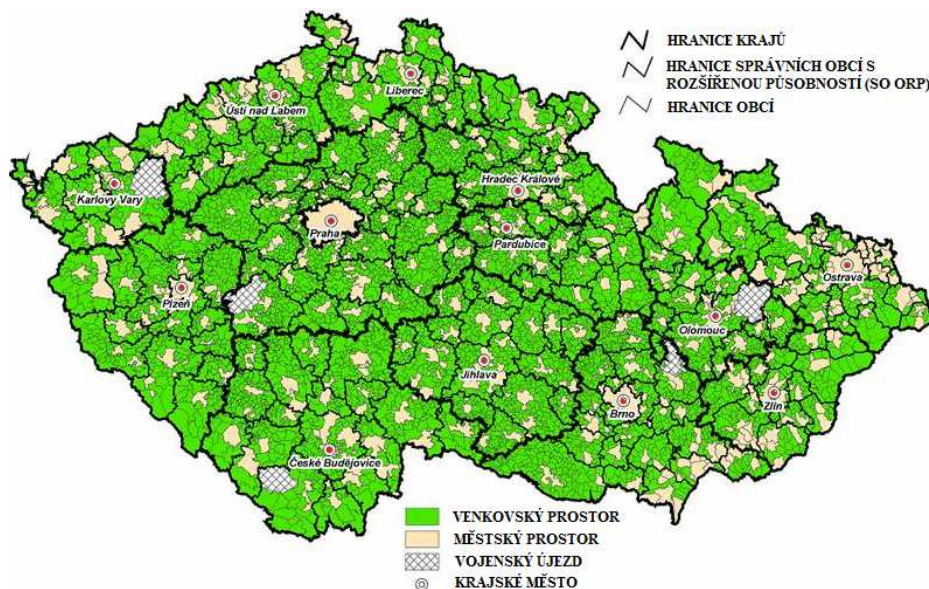 HRANICE KRAJŮ
HRANICE SPRÁVNÍCH OBCÍ S
ROZŠÍŘENOU PŮSOBNOSTÍ (SO ORP)
HRANICE OBCÍ
Liberec
Ústí nad Labem
Karlovy Vary
Hradec Králové
Praha
Pardubice
Ostrava
Plzeň
Olomouc
Jihlava
Brno
Zlín
České Budějovice
VENKOVSKÝ PROSTOR
MĚSTSKÝ PROSTOR
VOJENSKÝ ÚJEZD
KRAJSKÉ MĚSTO